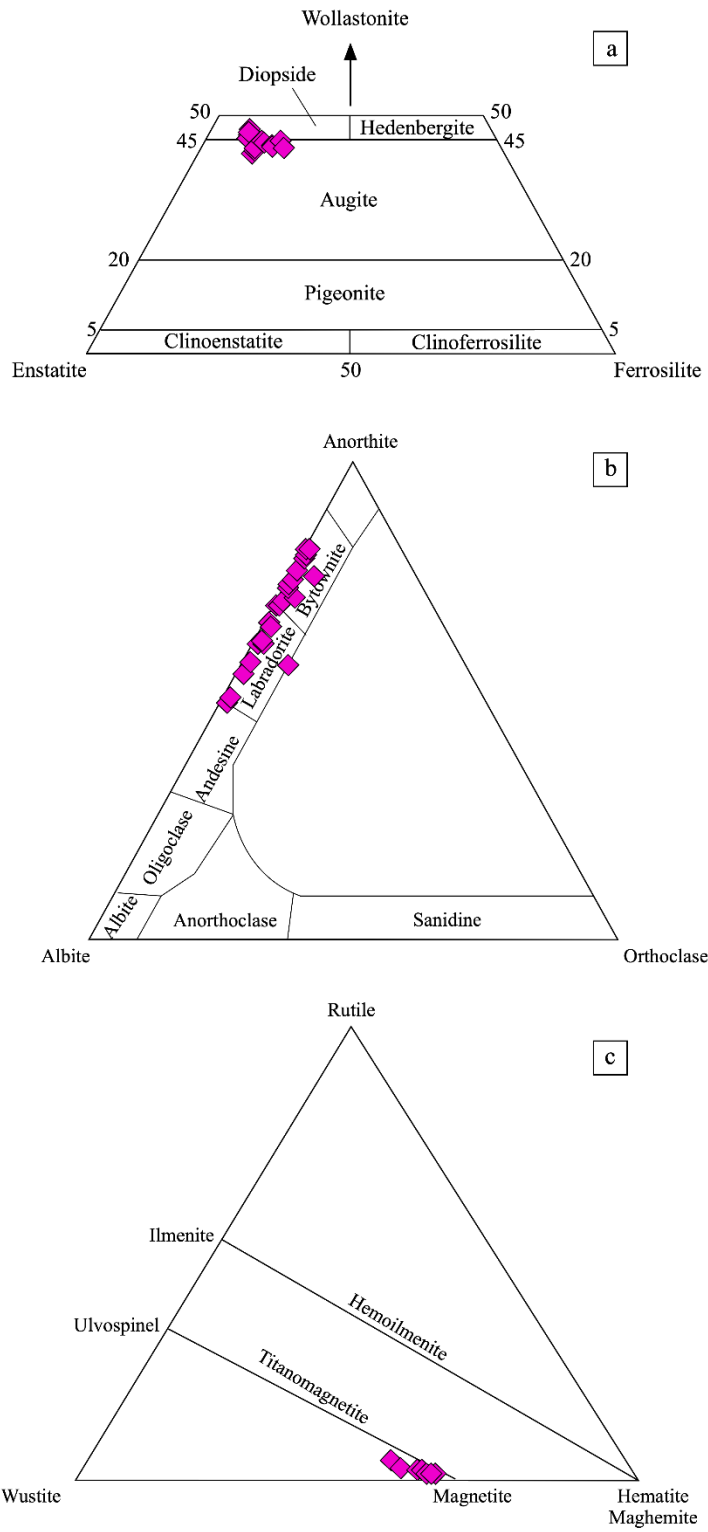 Wollastonite
a
Diopside
50
50
Hedenbergite
45
45
Augite
20
20
Pigeonite
5
5
Clinoenstatite
Clinoferrosilite
Enstatite
50
Ferrosilite
Anorthite
b
Bytownite
Labradorite
Andesine
Oligoclase
Albite
Anorthoclase
Sanidine
Albite
Orthoclase
Rutile
c
Ilmenite
Hemoilmenite
Ulvospinel
Titanomagnetite
Wustite
Magnetite
Hematite
Maghemite